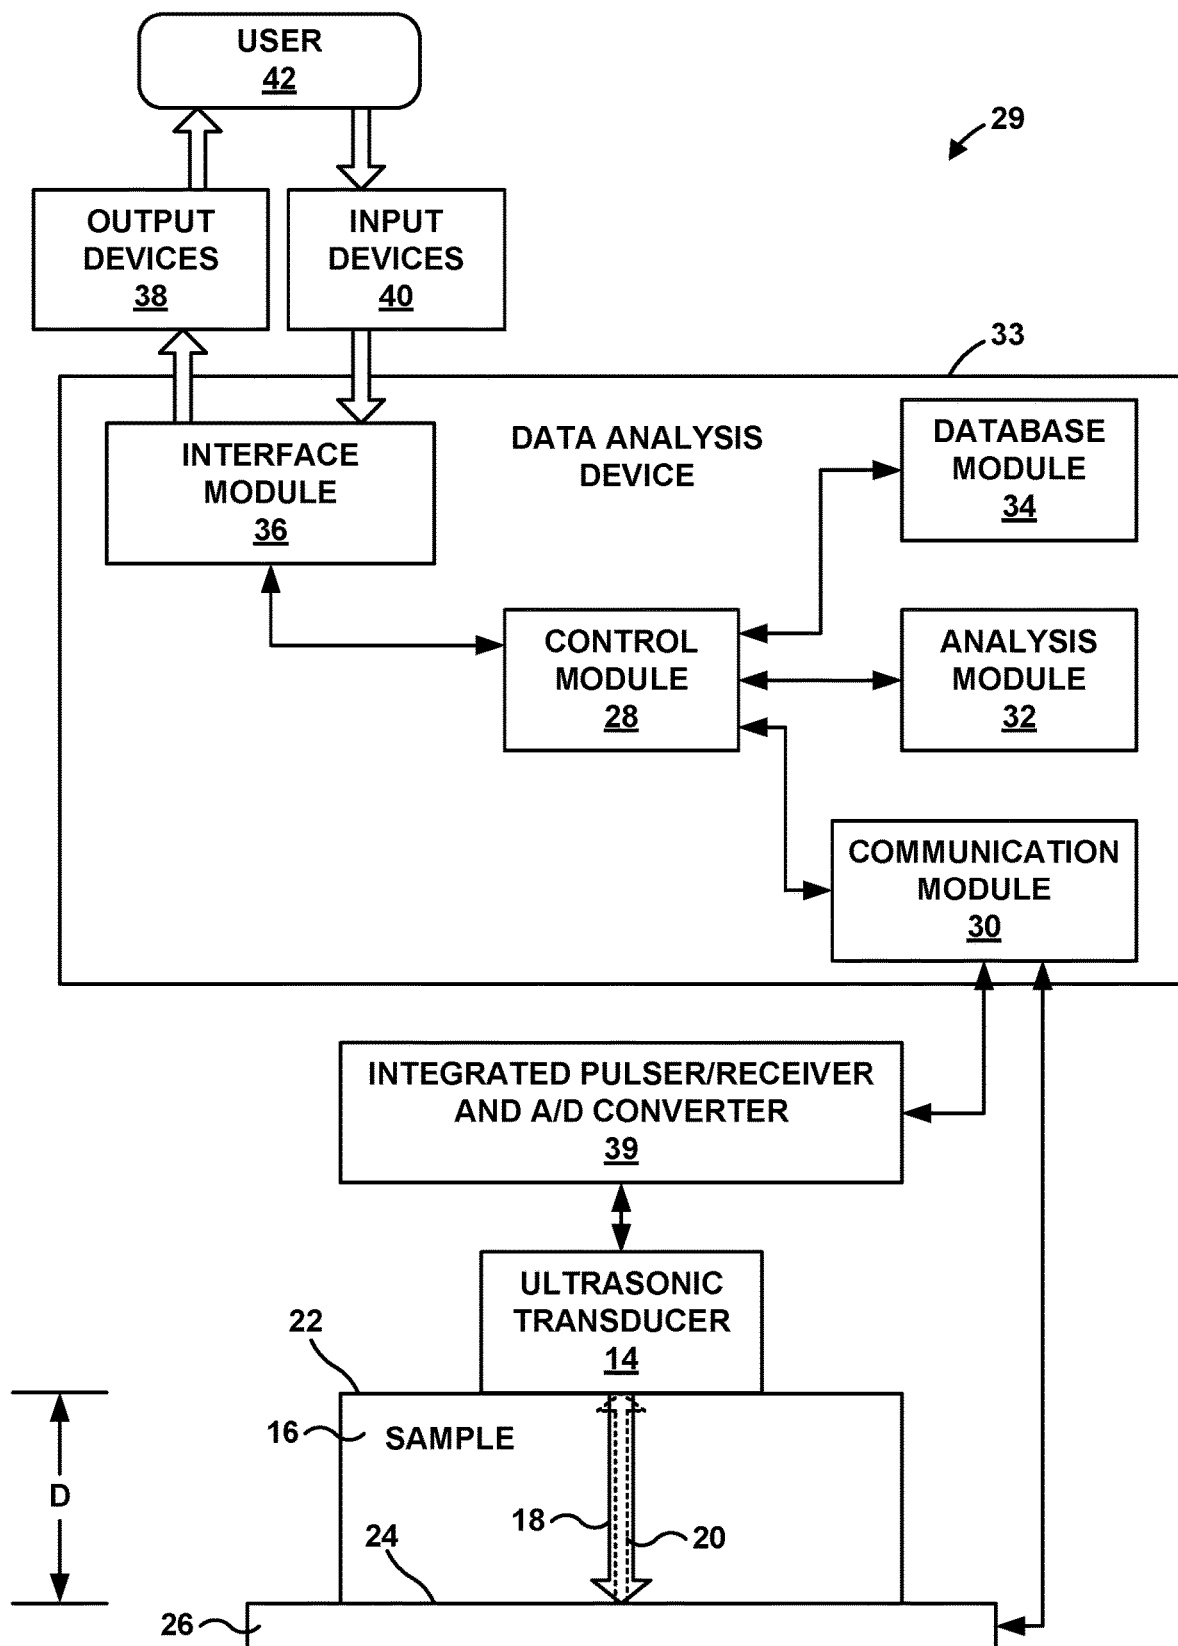 USER
42
29
OUTPUT
DEVICES
38
INPUT
DEVICES
40
33
INTERFACE
MODULE
36
DATA ANALYSIS
DEVICE
DATABASE
MODULE
34
CONTROL
MODULE
28
ANALYSIS
MODULE
32
COMMUNICATION
MODULE
30
INTEGRATED PULSER/RECEIVER
AND A/D CONVERTER
39
ULTRASONIC
TRANSDUCER
14
22
16
SAMPLE
D
18
20
24
26